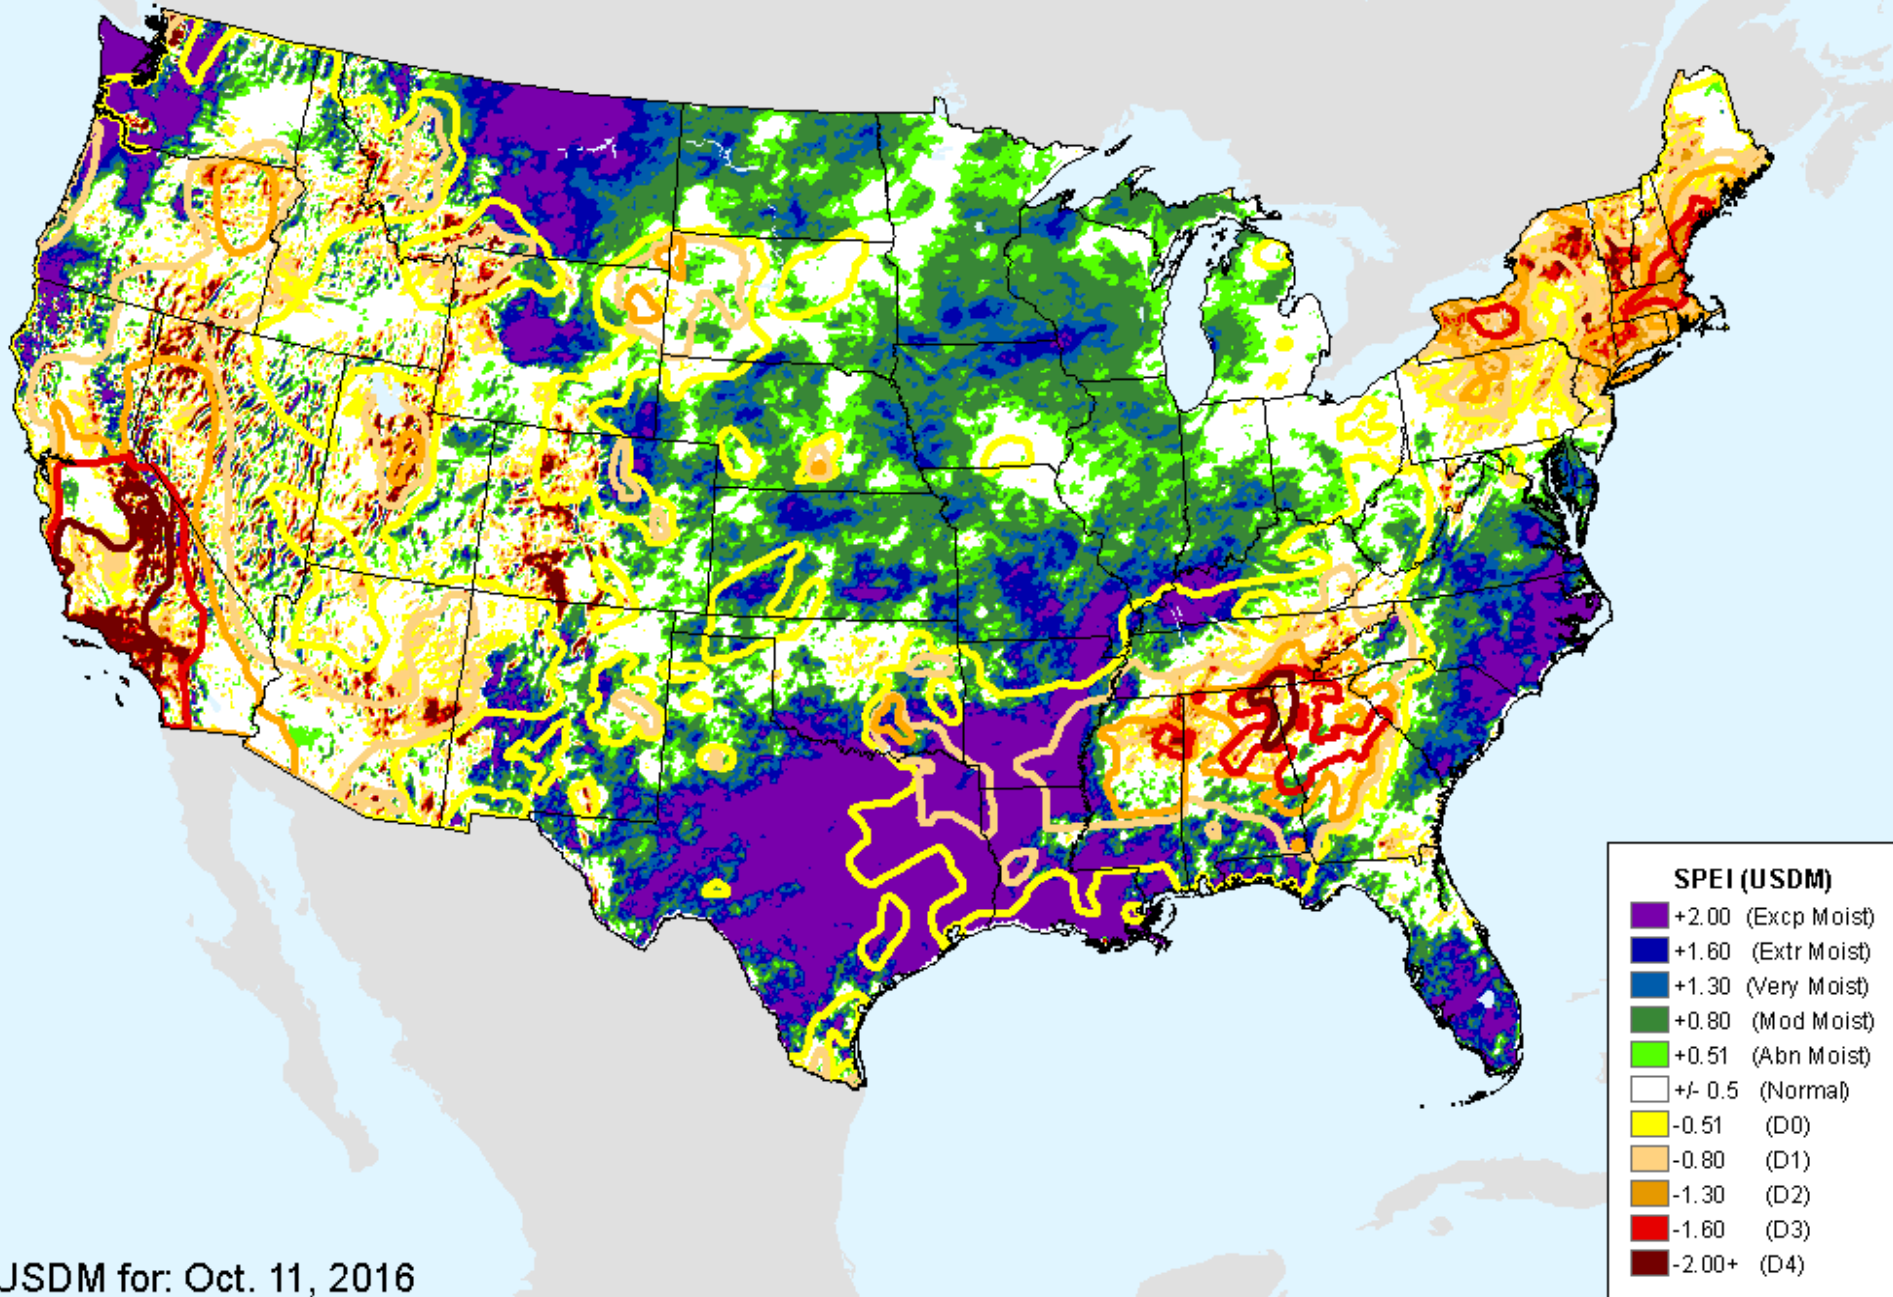 SPEI (USDM)
+2.00 (Excp Moist)
+1.60 (Extr Moist)
+1.30 (Very Moist)
+0.80 (Mod Moist)
+0.51 (Abn Moist)
+/- 0.5 (Normal)
-0.51 (D0)
-0.80 (D1)
-1.30 (D2)
-1.60 (D3)
-2.00+ (D4)
USDM for: Oct. 11, 2016